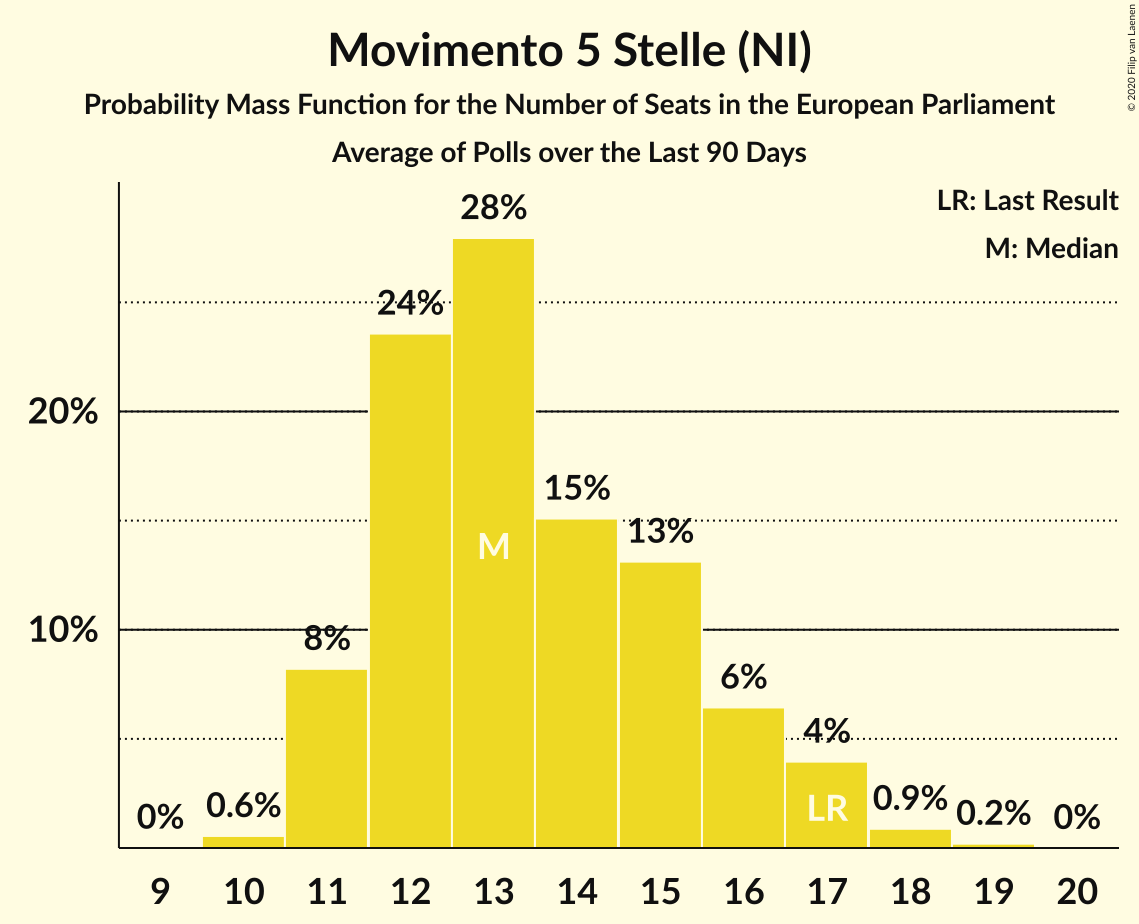 Movimento 5 Stelle (NI)
Probability Mass Function for the Number of Seats in the European Parliament
Average of Polls over the Last 90 Days
© 2020 Filip van Laenen
LR: Last Result
M: Median
28%
24%
20%
15%
13%
M
10%
8%
6%
4%
LR
0%
0.6%
0.9%
0.2%
0%
9 10 11 12 13 14 15 16 17 18 19 20